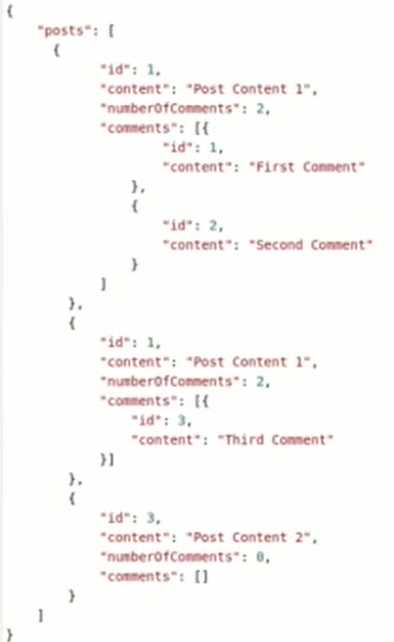 {
"posts": [
{
"id": 1,
"content": "Post Content 1",
"numberOfComments": 2,
"comments": [{
"id": 1,
"content": "First Comment"
},
{
"id": 2,
"content": "Second Comment"
}
]
},
{
"id": 1,
"content": "Post Content 1",
"numberOfComments": 2,
"comments": [{
"id": 3,
"content": "Third Comment"
}]
},
{
"id": 3,
"content": "Post Content 2",
"numberOfComments": 0,
"comments": []
}
]
}